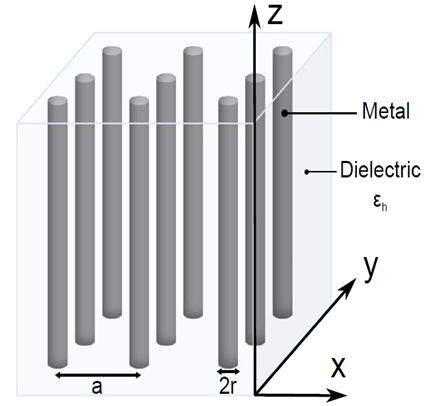 z
Metal
Dielectric
εh
y
x
a
2r